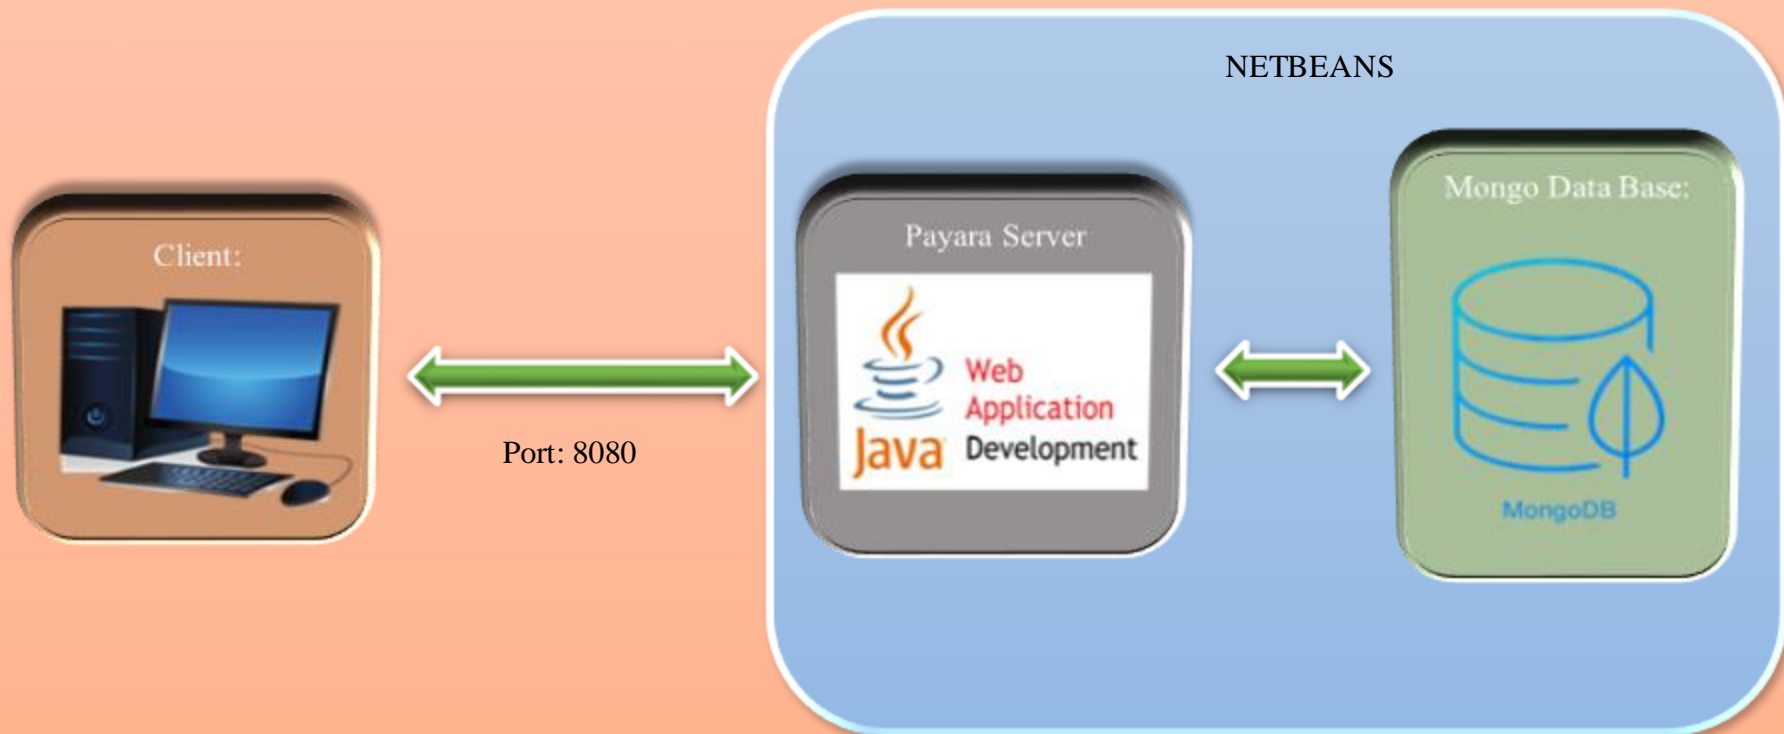 NETBEANS
Client:
Port: 8080
Payara Server
Web
Application
Development
Java
Mongo Data Base:
MongoDB